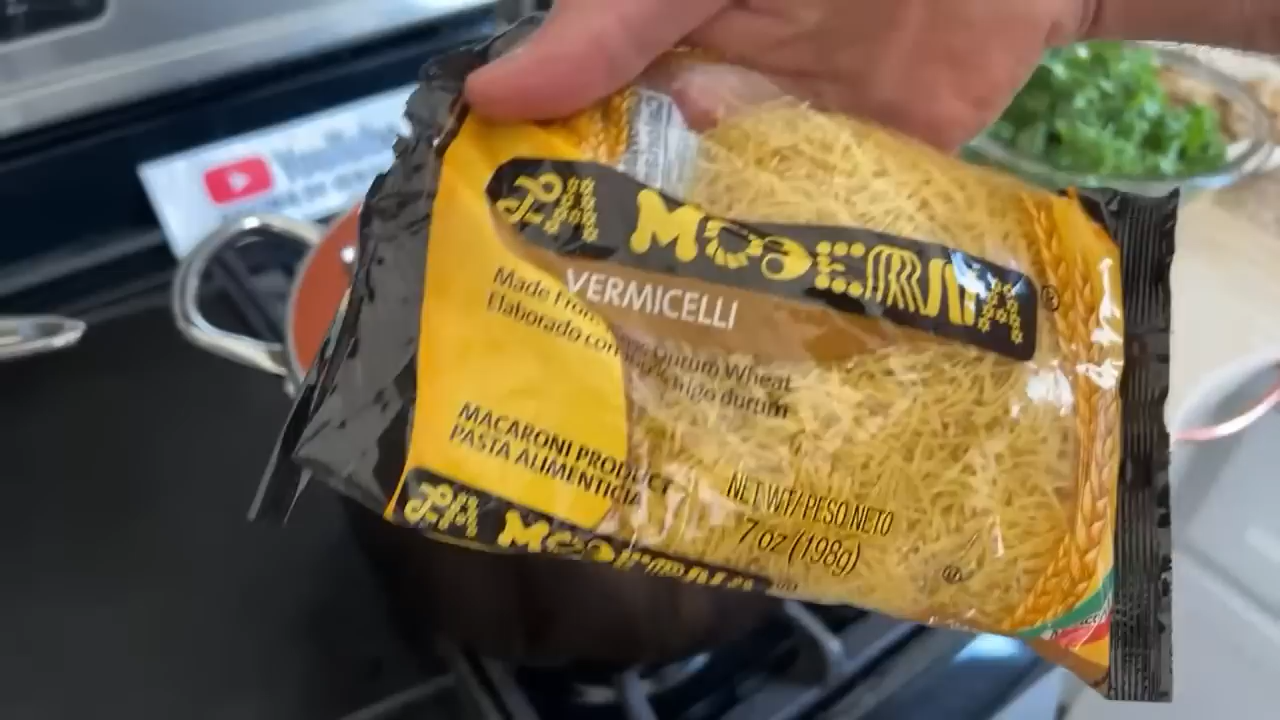 La
MODERNA
®
VERMICELLI
Made From Durum Wheat
Elaborado con trigo durum
MACARONI PRODUCT
PASTA ALIMENTICIA
NET WT/ PESO NETO
7 oz (198g)
La MODERNA